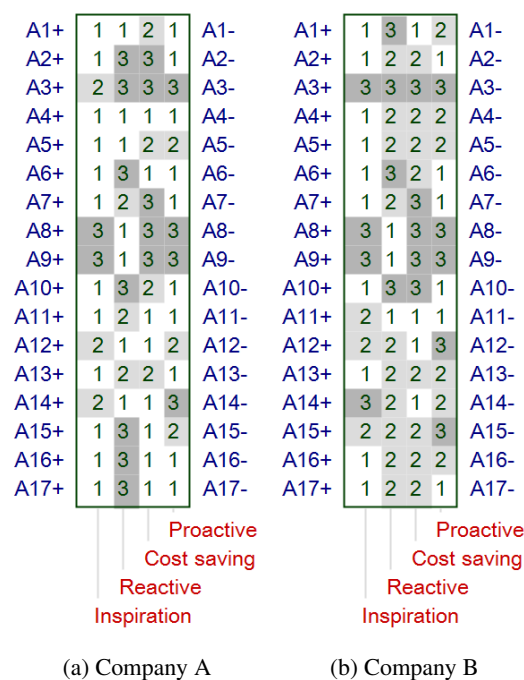 A1+ 1 1 2 1 A1- A1+ 1 3 1 2 A1-
A2+ 1 3 3 1 A2- A2+ 1 2 2 1 A2-
A3+ 2 3 3 3 A3- A3+ 3 3 3 3 A3-
A4+ 1 1 1 1 A4- A4+ 1 2 2 2 A4-
A5+ 1 1 2 2 A5- A5+ 1 2 2 2 A5-
A6+ 1 3 1 1 A6- A6+ 1 3 2 1 A6-
A7+ 1 2 3 1 A7- A7+ 1 2 3 1 A7-
A8+ 3 1 3 3 A8- A8+ 3 1 3 3 A8-
A9+ 3 1 3 3 A9- A9+ 3 1 3 3 A9-
A10+ 1 3 2 1 A10- A10+ 1 3 3 1 A10-
A11+ 1 2 1 1 A11- A11+ 2 1 1 1 A11-
A12+ 2 1 1 2 A12- A12+ 2 2 1 3 A12-
A13+ 1 2 2 1 A13- A13+ 1 2 2 2 A13-
A14+ 2 1 1 3 A14- A14+ 3 2 1 2 A14-
A15+ 1 3 1 2 A15- A15+ 2 2 2 3 A15-
A16+ 1 3 1 1 A16- A16+ 1 2 2 2 A16-
A17+ 1 3 1 1 A17- A17+ 1 2 2 1 A17-
Proactive Proactive
Cost saving Cost saving
Reactive Reactive
Inspiration Inspiration
(a) Company A (b) Company B